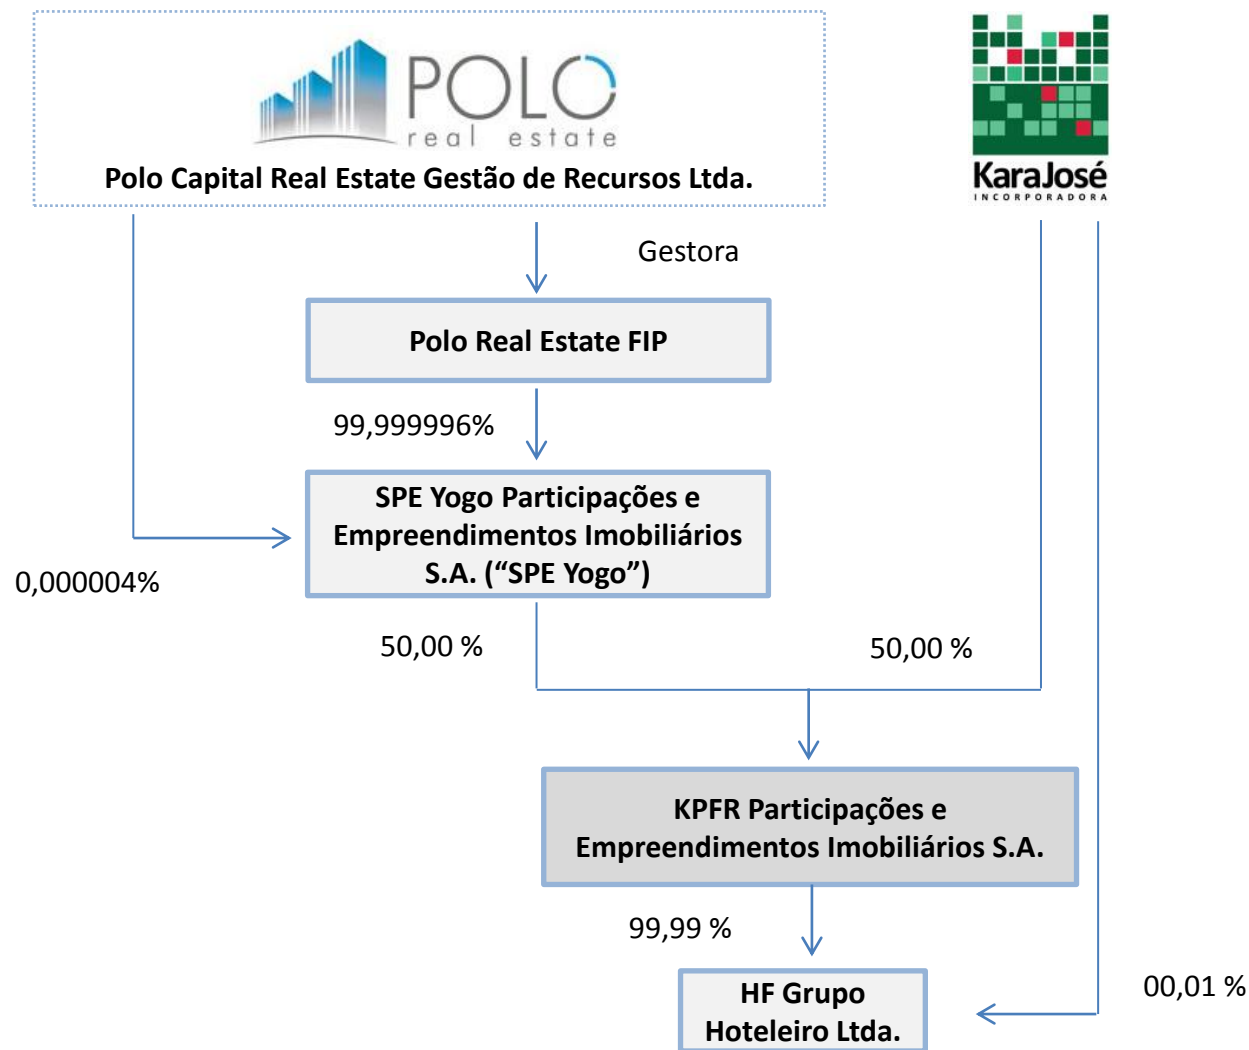 POLO
real estate
Polo Capital Real Estate Gestão de Recursos Ltda.
KaraJosé
INCORPORADORA
Gestora
Polo Real Estate FIP
99,999996%
SPE Yogo Participações e
Empreendimentos Imobiliários
S.A. (“SPE Yogo”)
0,000004%
50,00 %
50,00 %
KPFR Participações e
Empreendimentos Imobiliários S.A.
99,99 %
HF Grupo
Hoteleiro Ltda.
00,01 %